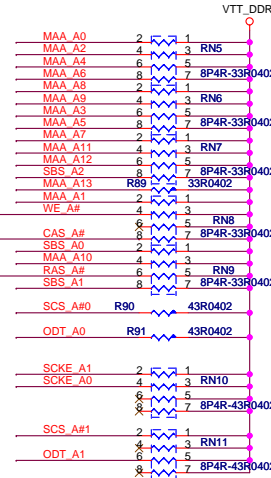 VTT_DDR
MAA_A0 2 1
MAA_A2 4 3 RN5
MAA_A4 6 5
MAA_A6 8 7 8P4R-33R0402
MAA_A8 2 1
MAA_A9 4 3 RN6
MAA_A3 6 5
MAA_A5 8 7 8P4R-33R0402
MAA_A7 2 1
MAA_A11 4 3 RN7
MAA_A12 6 5
SBS_A2 8 7 8P4R-33R0402
MAA_A13 R89 33R0402
MAA_A1 2 1
WE_A# 4 3
6 5 RN8
CAS_A# 8 7 8P4R-33R0402
SBS_A0 2 1
MAA_A10 4 3
RAS_A# 6 5 RN9
SBS_A1 8 7 8P4R-33R0402
SCS_A#0 R90 43R0402
ODT_A0 R91 43R0402
SCKE_A1 2 1
SCKE_A0 4 3 RN10
6 5
8 7 8P4R-43R0402
SCS_A#1 2 1
4 3 RN11
ODT_A1 6 5
8 7 8P4R-43R0402